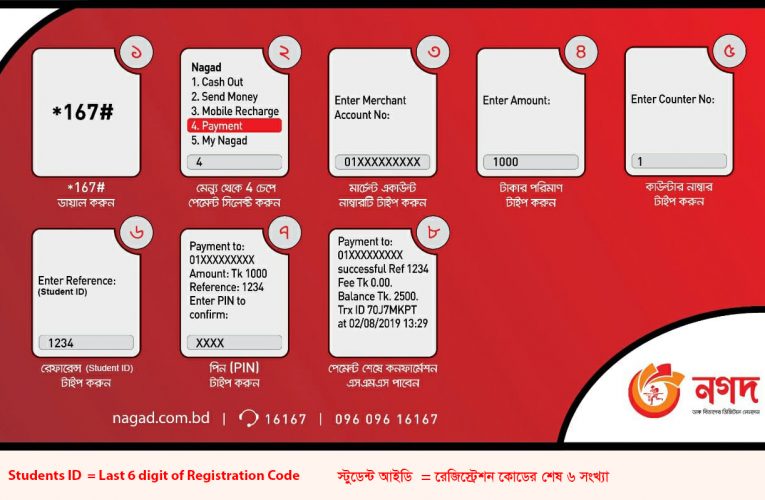 ১
*167#
*167#
ডায়াল করুন
২
Nagad
1. Cash Out
2. Send Money
3. Mobile Recharge
4. Payment
5. My Nagad
4
মেন্যু থেকে 4 চেপে
পেমেন্ট সিলেক্ট করুন
৩
Enter Merchant
Account No:
01XXXXXXXXX
মার্চেন্ট একাউন্ট
নাম্বারটি টাইপ করুন
৪
Enter Amount:
1000
টাকার পরিমাণ
টাইপ করুন
৫
Enter Counter No:
1
কাউন্টার নাম্বার
টাইপ করুন
৬
Enter Reference:
(Student ID)
1234
রেফারেন্স (Student ID)
টাইপ করুন
৭
Payment to:
01XXXXXXXXX
Amount: Tk 1000
Reference: 1234
Enter PIN to
confirm:
XXXX
পিন (PIN)
টাইপ করুন
৮
Payment to:
01XXXXXXXXX
successful Ref 1234
Fee Tk 0.00.
Balance Tk. 2500.
Trx ID 70J7MKPT
at 02/08/2019 13:29
পেমেন্ট শেষে কনফার্মেশন
এসএমএস পাবেন
nagad.com.bd | 16167 | 096 096 16167
নগদ
ডাক বিভাগের ডিজিটাল লেনদেন
Students ID = Last 6 digit of Registration Code
স্টুডেন্ট আইডি = রেজিস্ট্রেশন কোডের শেষ ৬ সংখ্যা